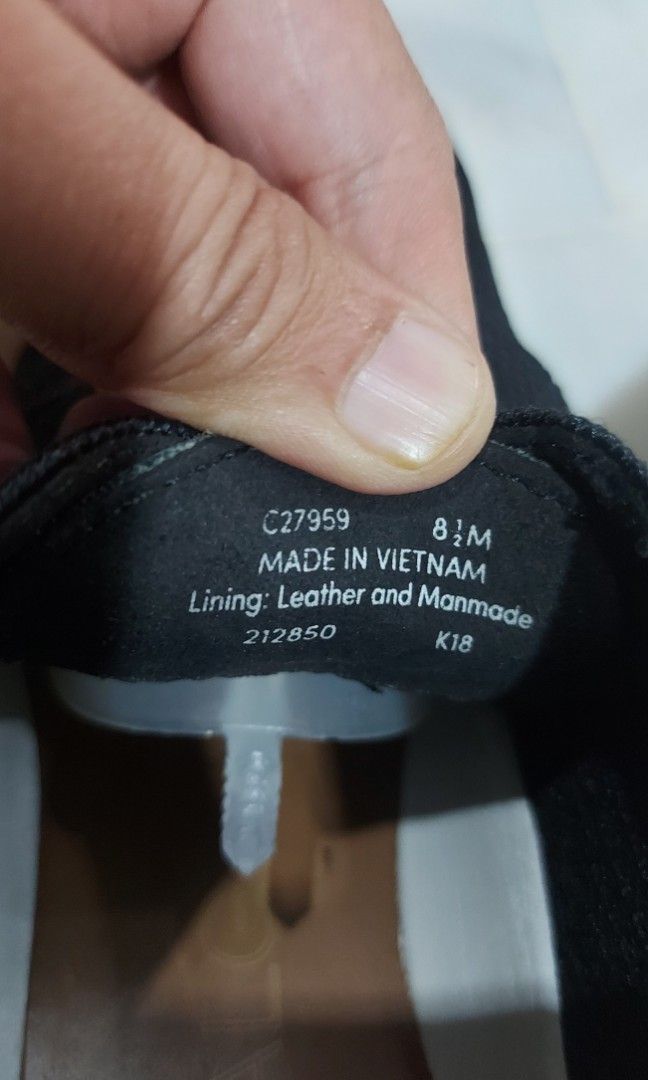 C27959 8½M
MADE IN VIETNAM
Lining: Leather and Manmade
212850 K18